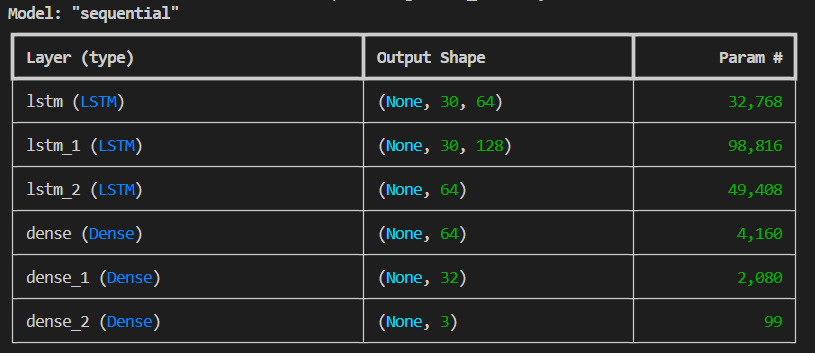 Model: "sequential"
Layer (type) Output Shape Param #
lstm (LSTM) (None, 30, 64) 32,768
lstm_1 (LSTM) (None, 30, 128) 98,816
lstm_2 (LSTM) (None, 64) 49,408
dense (Dense) (None, 64) 4,160
dense_1 (Dense) (None, 32) 2,080
dense_2 (Dense) (None, 3) 99